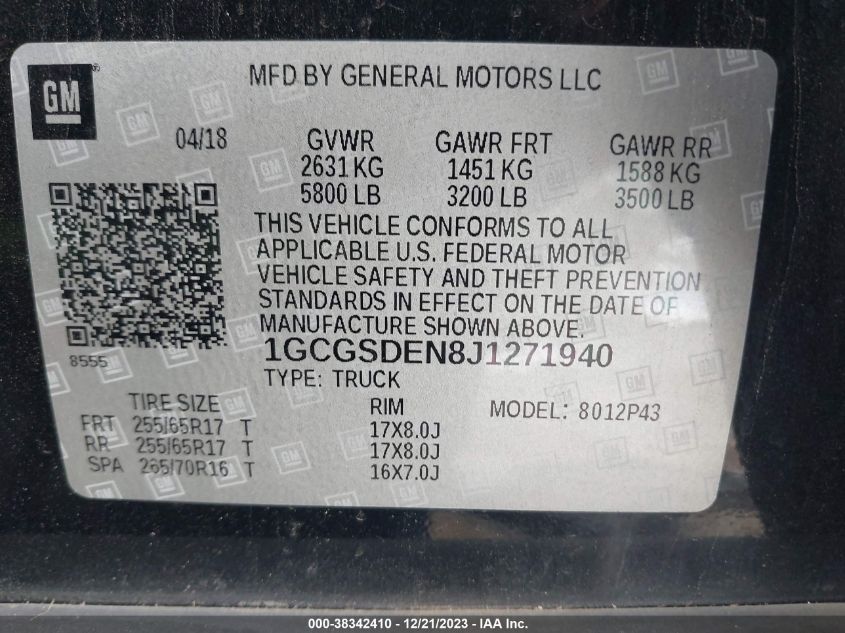 GM
MFD BY GENERAL MOTORS LLC
04/18 GVWR GAWR FRT GAWR RR
2631 KG 1451 KG 1588 KG
5800 LB 3200 LB 3500 LB
THIS VEHICLE CONFORMS TO ALL
APPLICABLE U.S. FEDERAL MOTOR
VEHICLE SAFETY AND THEFT PREVENTION
STANDARDS IN EFFECT ON THE DATE OF
MANUFACTURE SHOWN ABOVE.
8555
1GCGSDEN8J1271940
TYPE: TRUCK
TIRE SIZE RIM MODEL: 8012P43
FRT 255/65R17 T 17X8.0J
RR 255/65R17 T 17X8.0J
SPA 265/70R16 T 16X7.0J
000-38342410 - 12/21/2023 - IAA Inc.